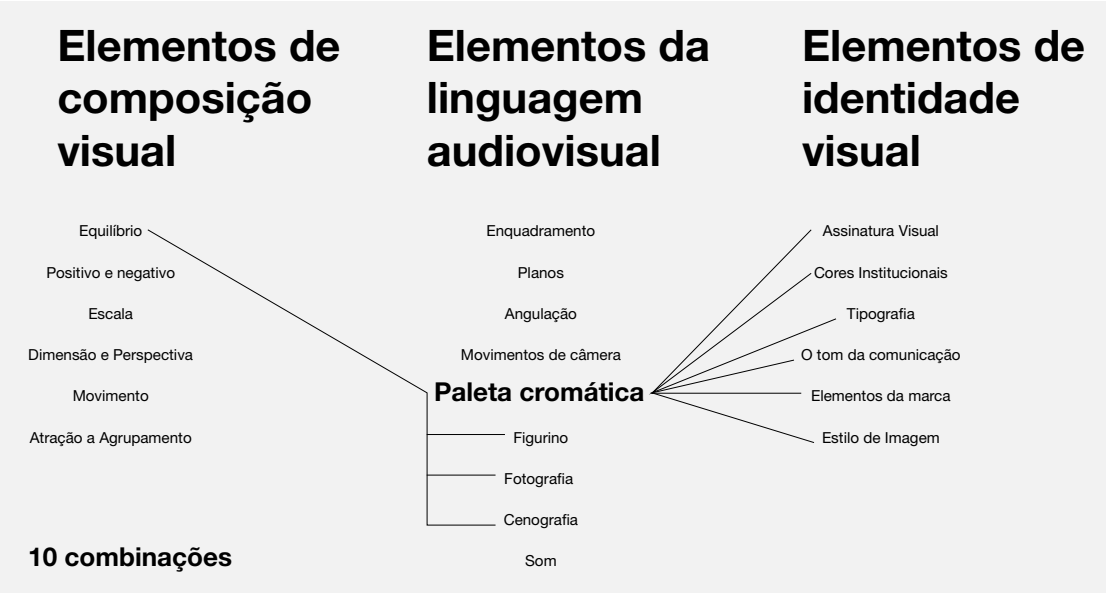 Elementos de
composição
visual
Equilíbrio
Positivo e negativo
Escala
Dimensão e Perspectiva
Movimento
Atração a Agrupamento
10 combinações
Elementos da
linguagem
audiovisual
Enquadramento
Planos
Angulação
Movimentos de câmera
Paleta cromática
Figurino
Fotografia
Cenografia
Som
Elementos de
identidade
visual
Assinatura Visual
Cores Institucionais
Tipografia
O tom da comunicação
Elementos da marca
Estilo de Imagem